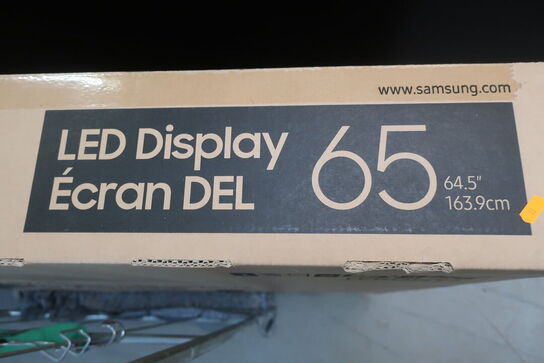 www.samsung.com
LED Display
Écran DEL
65
64.5"
163.9cm